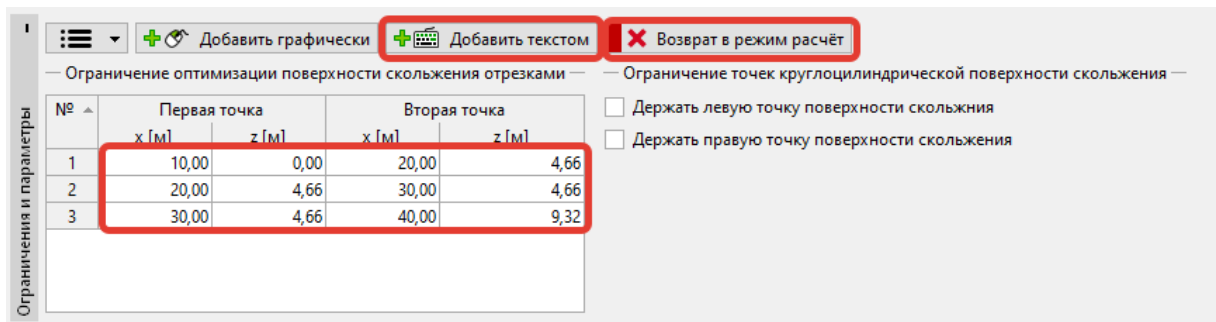 Добавить графически Добавить текстом Возврат в режим расчёт
Ограничение оптимизации поверхности скольжения отрезками Ограничение точек круглоцилиндрической поверхности скольжения
№ Первая точка Вторая точка Держать левую точку поверхности скольжния
x [м] z [м] x [м] z [м] Держать правую точку поверхности скольжения
1 10,00 0,00 20,00 4,66
2 20,00 4,66 30,00 4,66
3 30,00 4,66 40,00 9,32
Ограничения и параметры